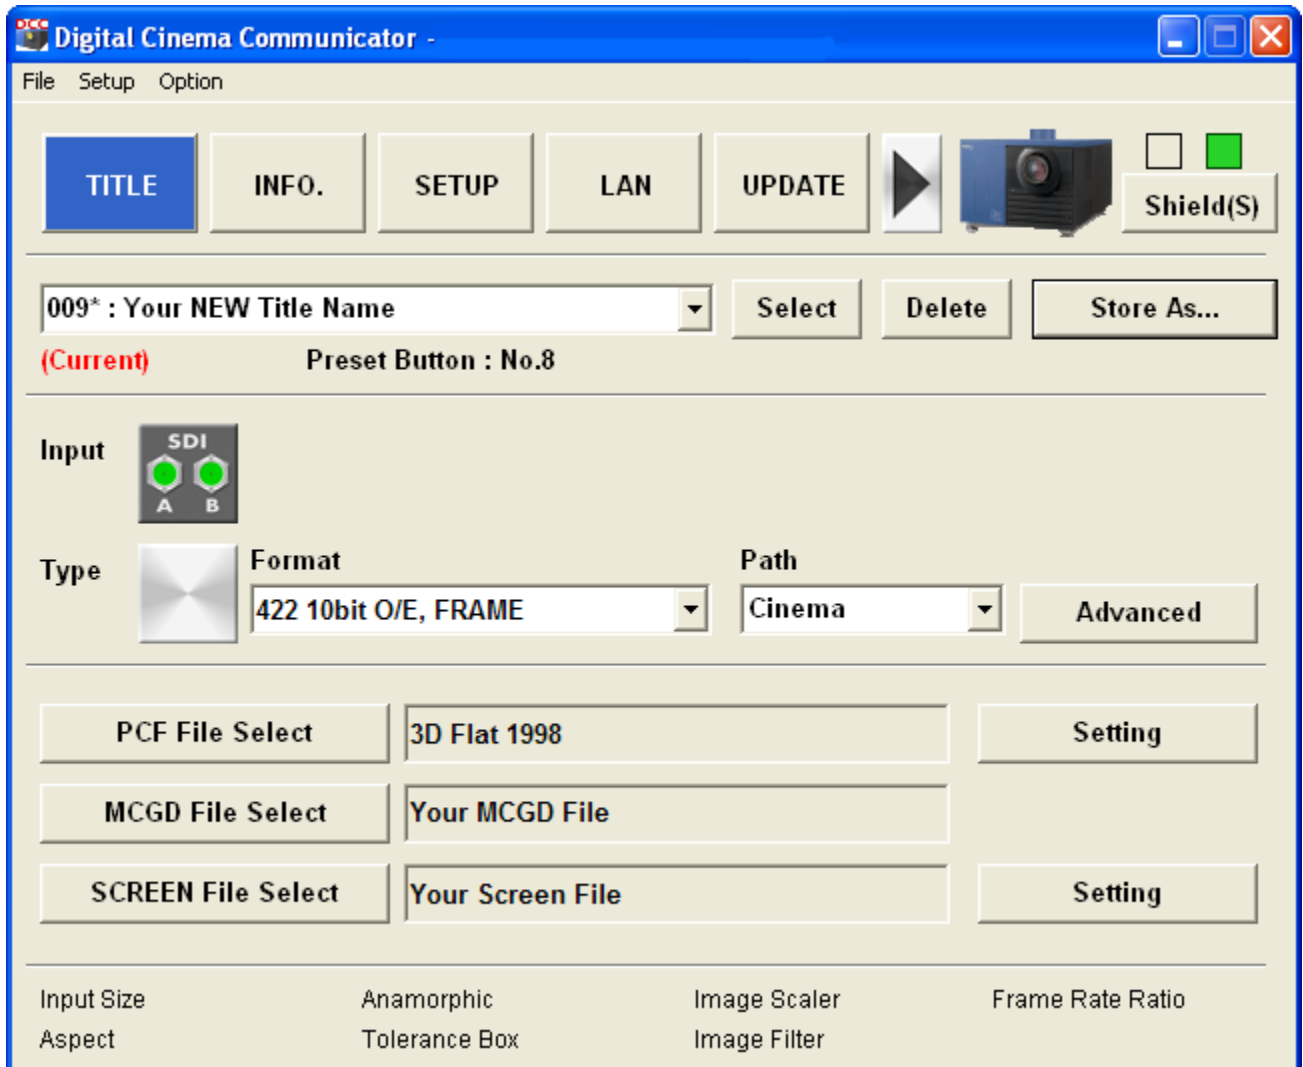 DCC Digital Cinema Communicator -
File Setup Option
TITLE INFO. SETUP LAN UPDATE Shield(S)
009* : Your NEW Title Name Select Delete Store As...
(Current) Preset Button : No.8
Input SDI
A B
Type Format Path
422 10bit O/E, FRAME Cinema Advanced
PCF File Select 3D Flat 1998 Setting
MCGD File Select Your MCGD File
SCREEN File Select Your Screen File Setting
Input Size Anamorphic Image Scaler Frame Rate Ratio
Aspect Tolerance Box Image Filter